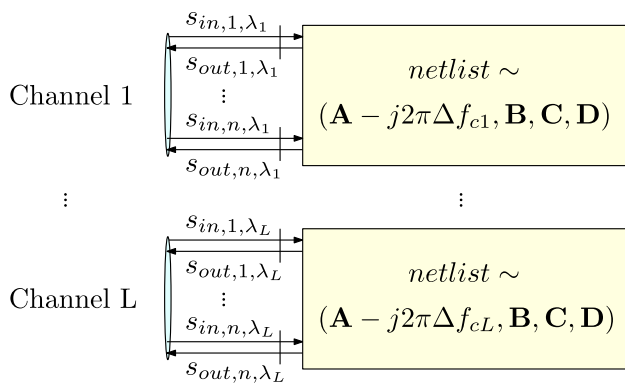 s_{in,1,λ_1}
s_{out,1,λ_1}
⋮
s_{in,n,λ_1}
s_{out,n,λ_1}
Channel 1
netlist ∼
(A − j2πΔf_{c1}, B, C, D)
⋮
⋮
s_{in,1,λ_L}
s_{out,1,λ_L}
⋮
s_{in,n,λ_L}
s_{out,n,λ_L}
Channel L
netlist ∼
(A − j2πΔf_{cL}, B, C, D)